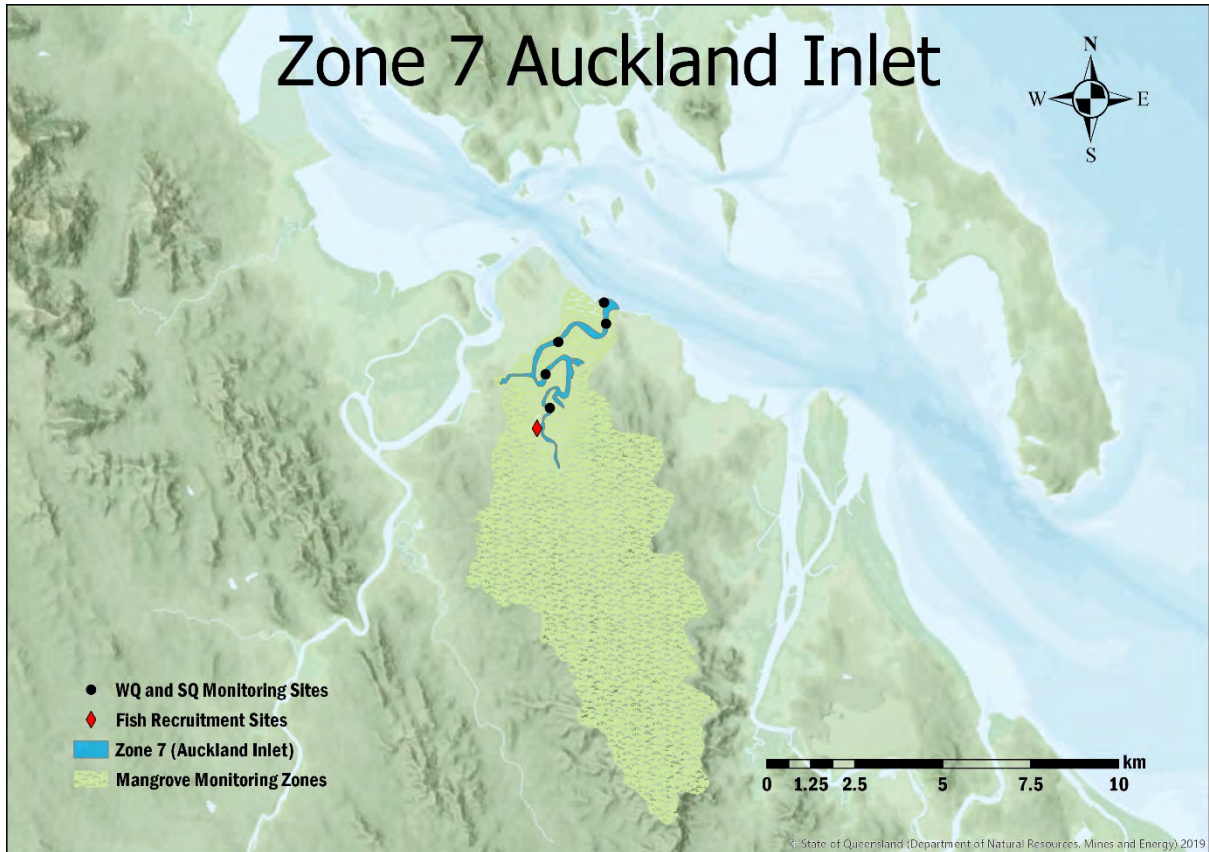 Zone 7 Auckland Inlet
N
W E
S
WQ and SQ Monitoring Sites
Fish Recruitment Sites
Zone 7 (Auckland Inlet)
Mangrove Monitoring Zones
km
0 1.25 2.5 5 7.5 10
© State of Queensland (Department of Natural Resources, Mines and Energy) 2019